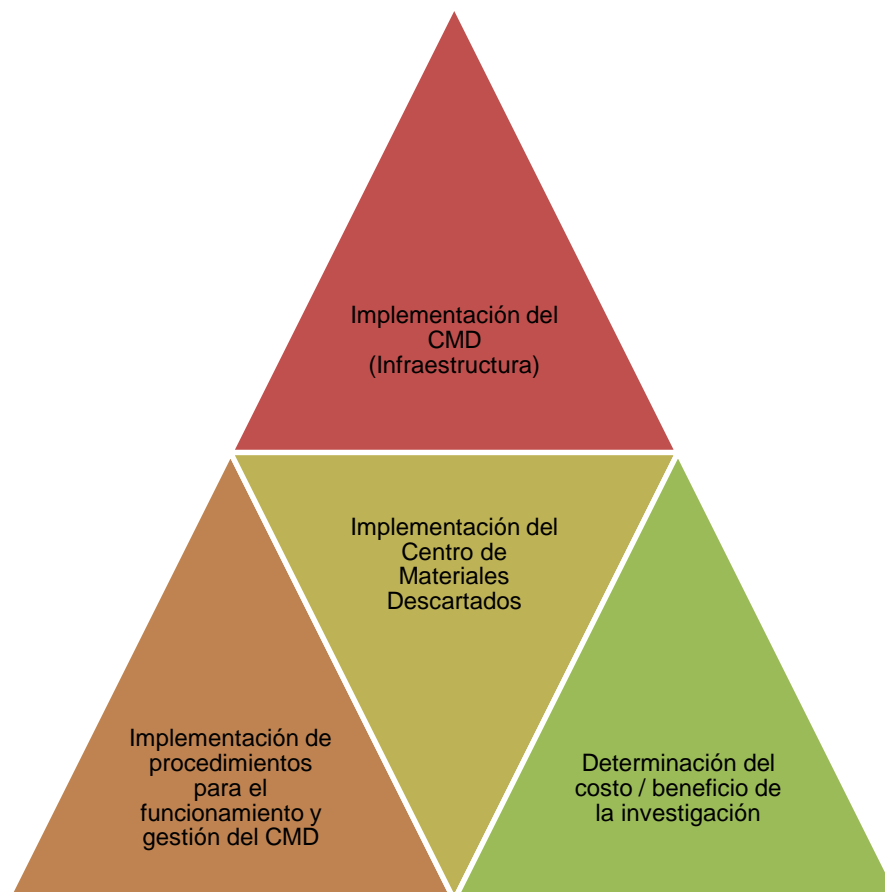 Implementación del
CMD
(Infraestructura)
Implementación del
Centro de
Materiales
Descartados
Implementación de
procedimientos
para el
funcionamiento y
gestión del CMD
Determinación del
costo / beneficio de
la investigación